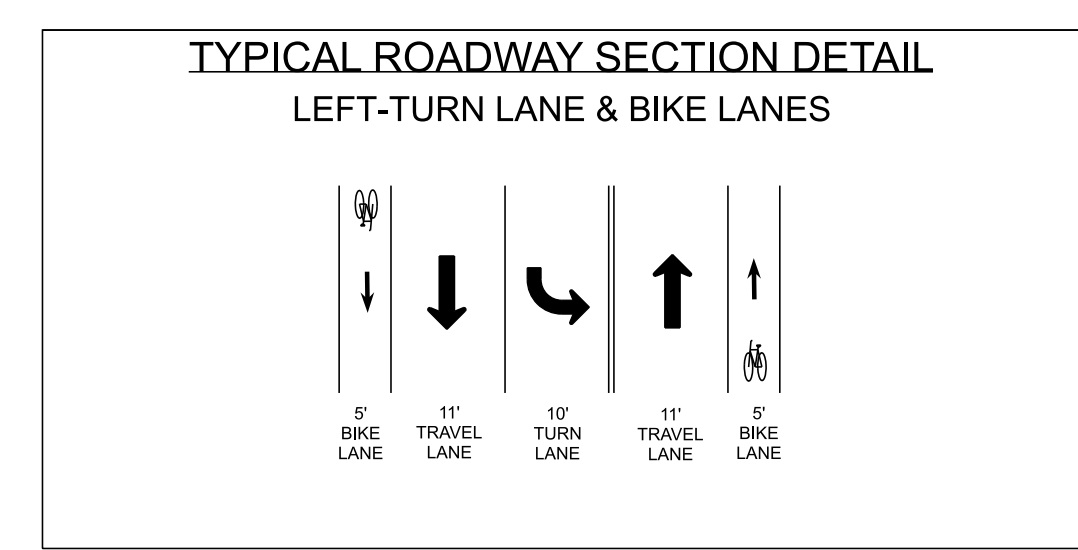 TYPICAL ROADWAY SECTION DETAIL
LEFT-TURN LANE & BIKE LANES
5'
BIKE
LANE
11'
TRAVEL
LANE
10'
TURN
LANE
11'
TRAVEL
LANE
5'
BIKE
LANE